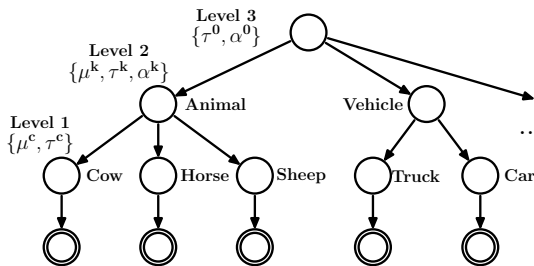 Level 3
{τ⁰, α⁰}
Level 2
{μᵏ, τᵏ, αᵏ}
Animal
Vehicle
...
Level 1
{μᶜ, τᶜ}
Cow
Horse
Sheep
Truck
Car